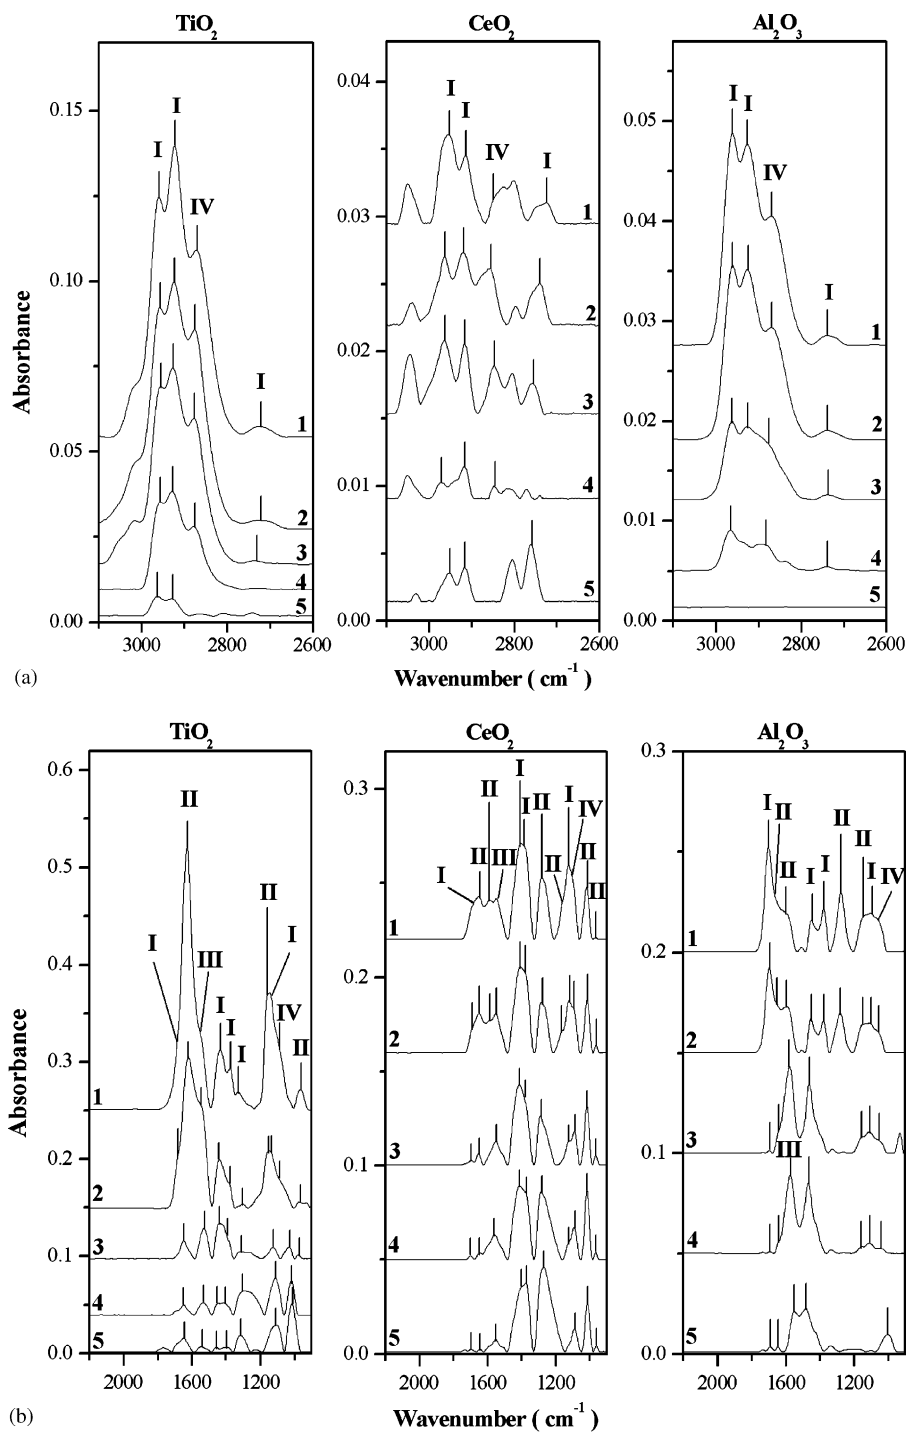 TiO2 CeO2 Al2O3
Absorbance
0.15
0.10
0.05
0.00
I I IV I
1
2
3
4
5
3000 2800 2600
0.04
0.03
0.02
0.01
0.00
I I IV I
1
2
3
4
5
3000 2800 2600
0.05
0.04
0.03
0.02
0.01
0.00
I I IV I
1
2
3
4
5
3000 2800 2600
(a)
Wavenumber ( cm-1 )
TiO2 CeO2 Al2O3
Absorbance
0.6
0.5
0.4
0.3
0.2
0.1
0.0
I II III I I I II I IV II
1
2
3
4
5
2000 1600 1200
0.3
0.2
0.1
0.0
I II II III I I II II I IV II II
1
2
3
4
5
2000 1600 1200
0.3
0.2
0.1
0.0
I II II I I II II I IV
1
2
3
III
4
5
2000 1600 1200
(b)
Wavenumber ( cm-1 )